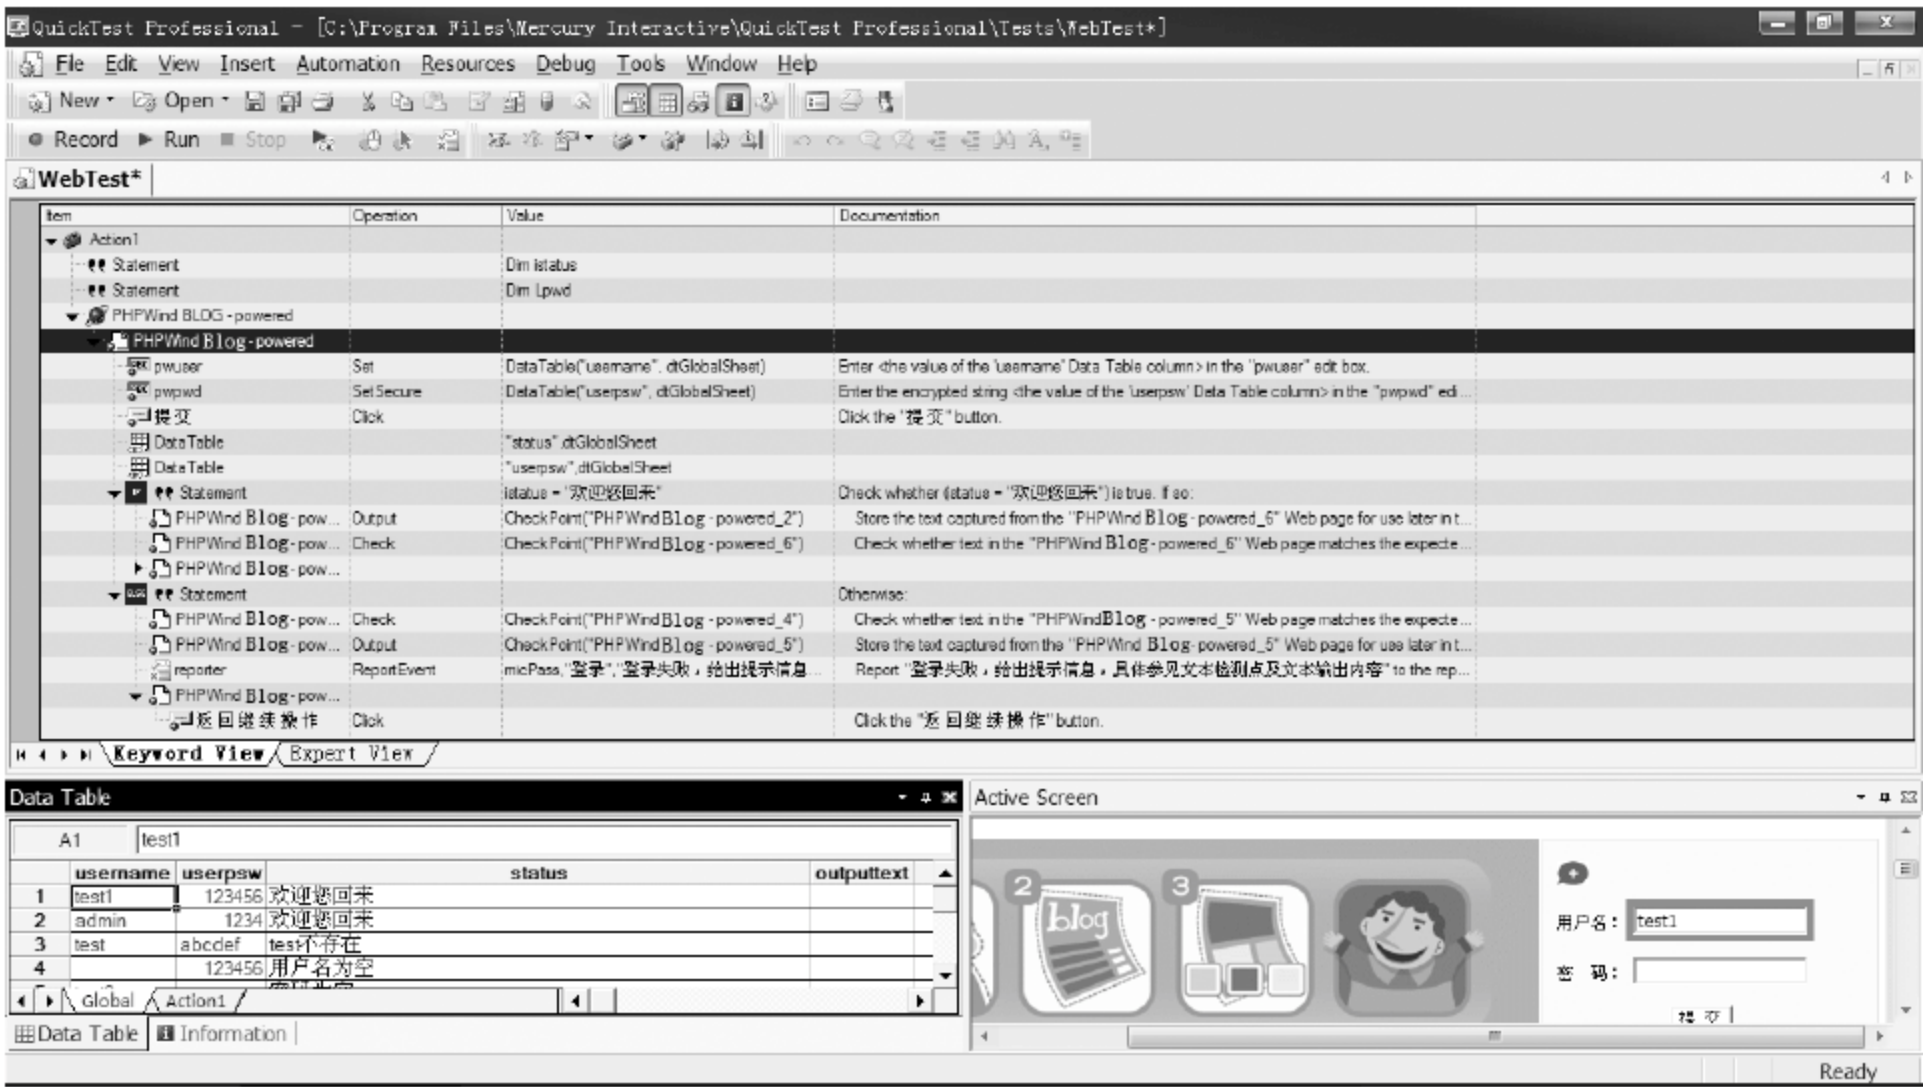 QuickTest Professional - [C:\Program Files\Mercury Interactive\QuickTest Professional\Tests\WebTest*]
File Edit View Insert Automation Resources Debug Tools Window Help
New Open
Record Run Stop
WebTest*
Item Operation Value Documentation
Action1
Statement Dim istatus
Statement Dim Lpwd
PHPWind BLOG - powered
PHPWind Blog - powered
pwuser Set DataTable("username", dtGlobalSheet) Enter <the value of the 'username' Data Table column> in the "pwuser" edit box.
pwpwd SetSecure DataTable("userpsw", dtGlobalSheet) Enter the encrypted string <the value of the 'userpsw' Data Table column> in the "pwpwd" edi...
提交 Click Click the "提交" button.
DataTable "status",dtGlobalSheet
DataTable "userpsw",dtGlobalSheet
Statement istatus = "欢迎您回来" Check whether (istatus = "欢迎您回来") is true. If so:
PHPWind Blog - pow... Output CheckPoint("PHPWind Blog - powered_2") Store the text captured from the "PHPWind Blog - powered_6" Web page for use later in t...
PHPWind Blog - pow... Check CheckPoint("PHPWind Blog - powered_6") Check whether text in the "PHPWind Blog - powered_6" Web page matches the expecte...
PHPWind Blog - pow...
ELSE Statement Otherwise:
PHPWind Blog - pow... Check CheckPoint("PHPWind Blog - powered_4") Check whether text in the "PHPWind Blog - powered_5" Web page matches the expecte...
PHPWind Blog - pow... Output CheckPoint("PHPWind Blog - powered_5") Store the text captured from the "PHPWind Blog - powered_5" Web page for use later in t...
reporter ReportEvent micPass,"登录","登录失败，给出提示信息... Report "登录失败，给出提示信息，具体参见文本检测点及文本输出内容" to the rep...
PHPWind Blog - pow...
返回继续操作 Click Click the "返回继续操作" button.
Keyword View Expert View
Data Table
A1 test1
username userpsw status outputtext
1 test1 123456 欢迎您回来
2 admin 1234 欢迎您回来
3 test abcdef test不存在
4 123456 用户名为空
Global Action1
Data Table Information
Active Screen
2 blog 3
用户名: test1
密 码:
提 交
Ready